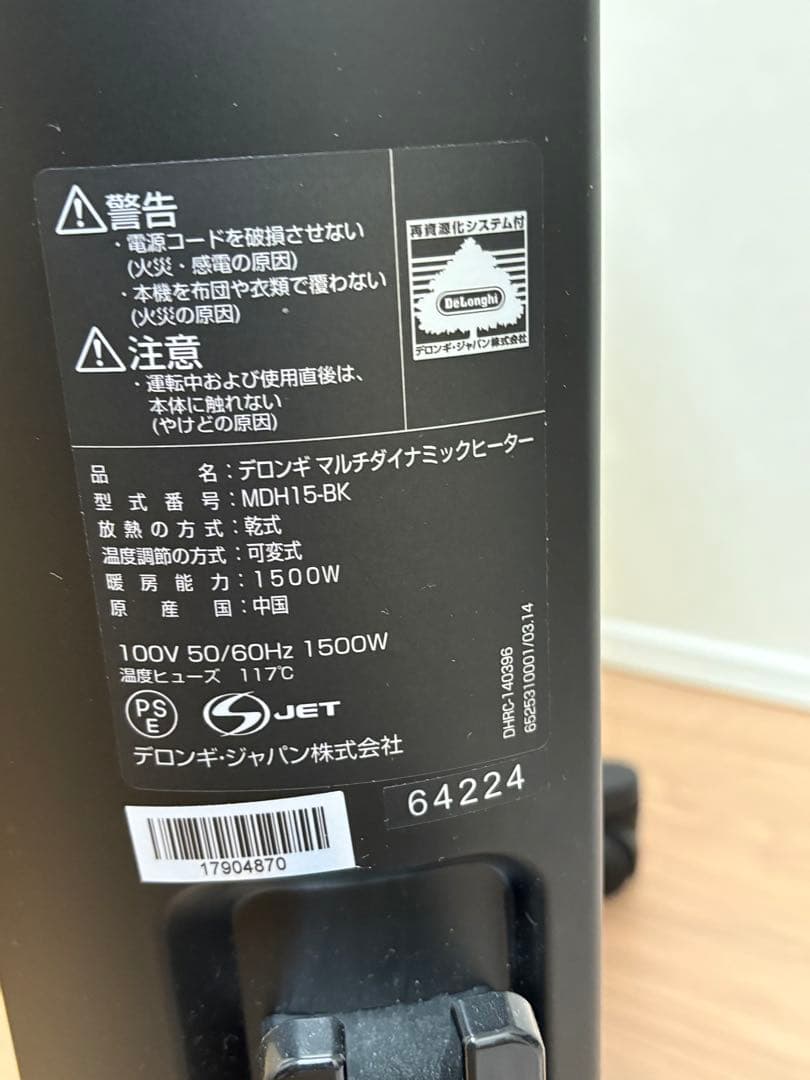 警告
・電源コードを破損させない
(火災・感電の原因)
・本機を布団や衣類で覆わない
(火災の原因)
注意
・運転中および使用直後は、
本体に触れない
(やけどの原因)
再資源化システム付
DeLonghi
デロンギ・ジャパン株式会社
品名:デロンギ マルチダイナミックヒーター
型式番号:MDH15-BK
放熱の方式:乾式
温度調節の方式:可変式
暖房能力:1500W
原産国:中国
100V 50/60Hz 1500W
温度ヒューズ 117℃
PS
E
JET
デロンギ・ジャパン株式会社
DHRC-140396
6525310001/03.14
64224
17904870